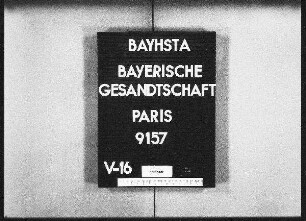 BAYHSTA
BAYERISCHE
GESANDTSCHAFT
PARIS
9157
V-16